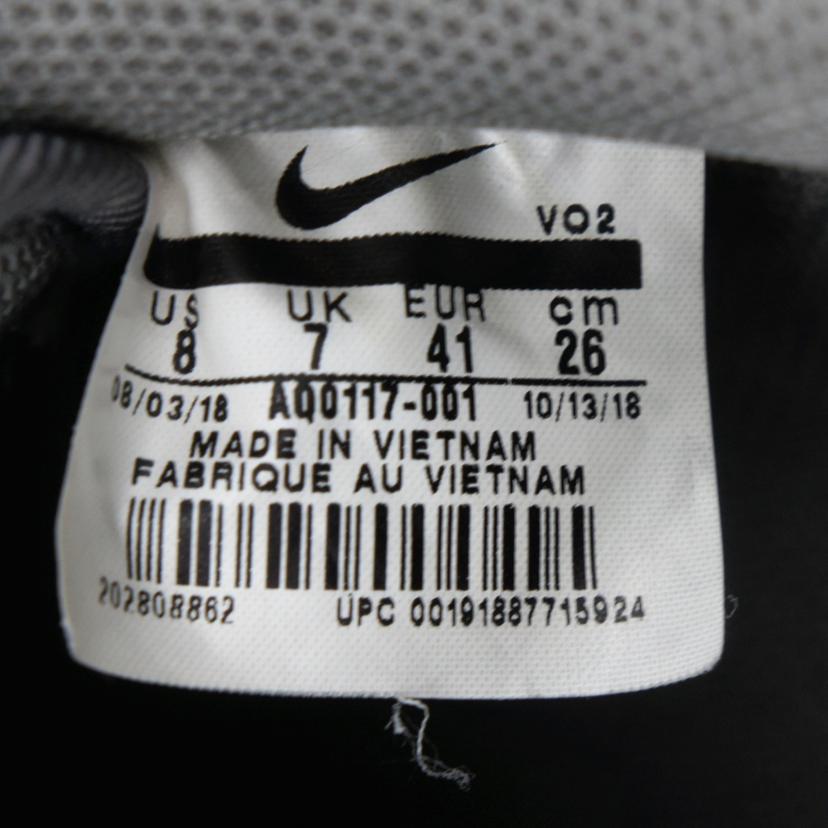 VO2
US UK EUR cm
8 7 41 26
08/03/18 AQ0117-001 10/13/18
MADE IN VIETNAM
FABRIQUE AU VIETNAM
202808862 UPC 00191887715924